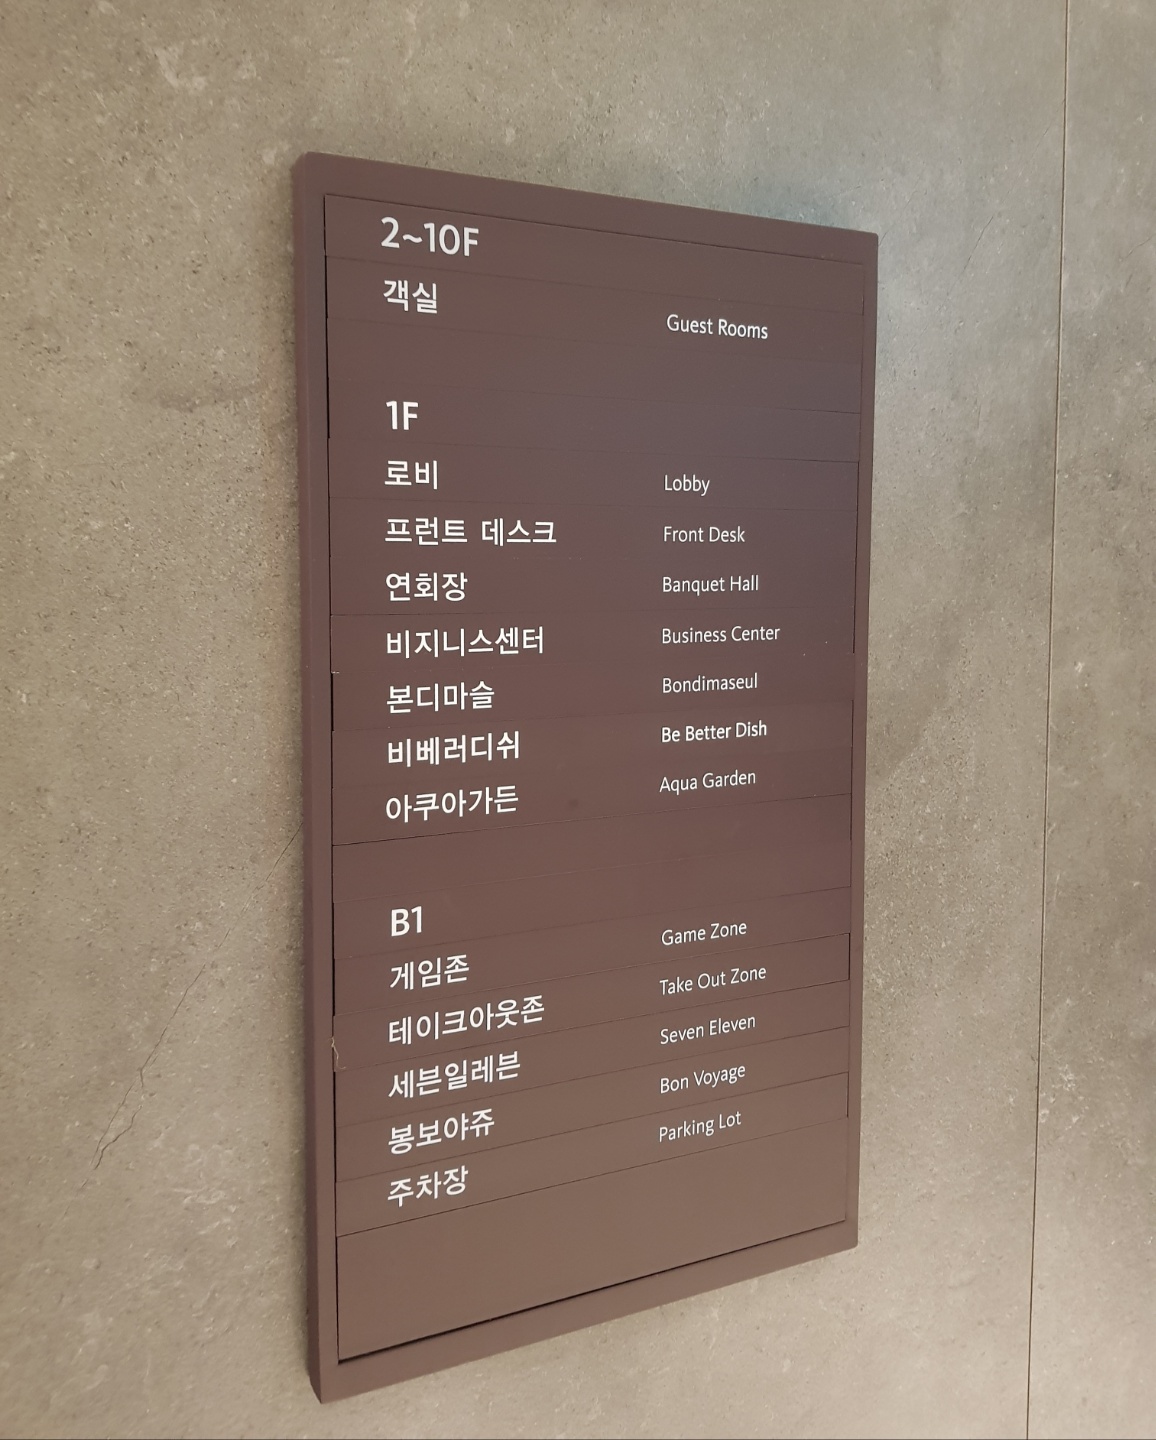 2~10F
객실 Guest Rooms
1F
로비 Lobby
프런트 데스크 Front Desk
연회장 Banquet Hall
비지니스센터 Business Center
본디마슬 Bondimaseul
비베러디쉬 Be Better Dish
아쿠아가든 Aqua Garden
B1
게임존 Game Zone
테이크아웃존 Take Out Zone
세븐일레븐 Seven Eleven
봉보야쥬 Bon Voyage
주차장 Parking Lot